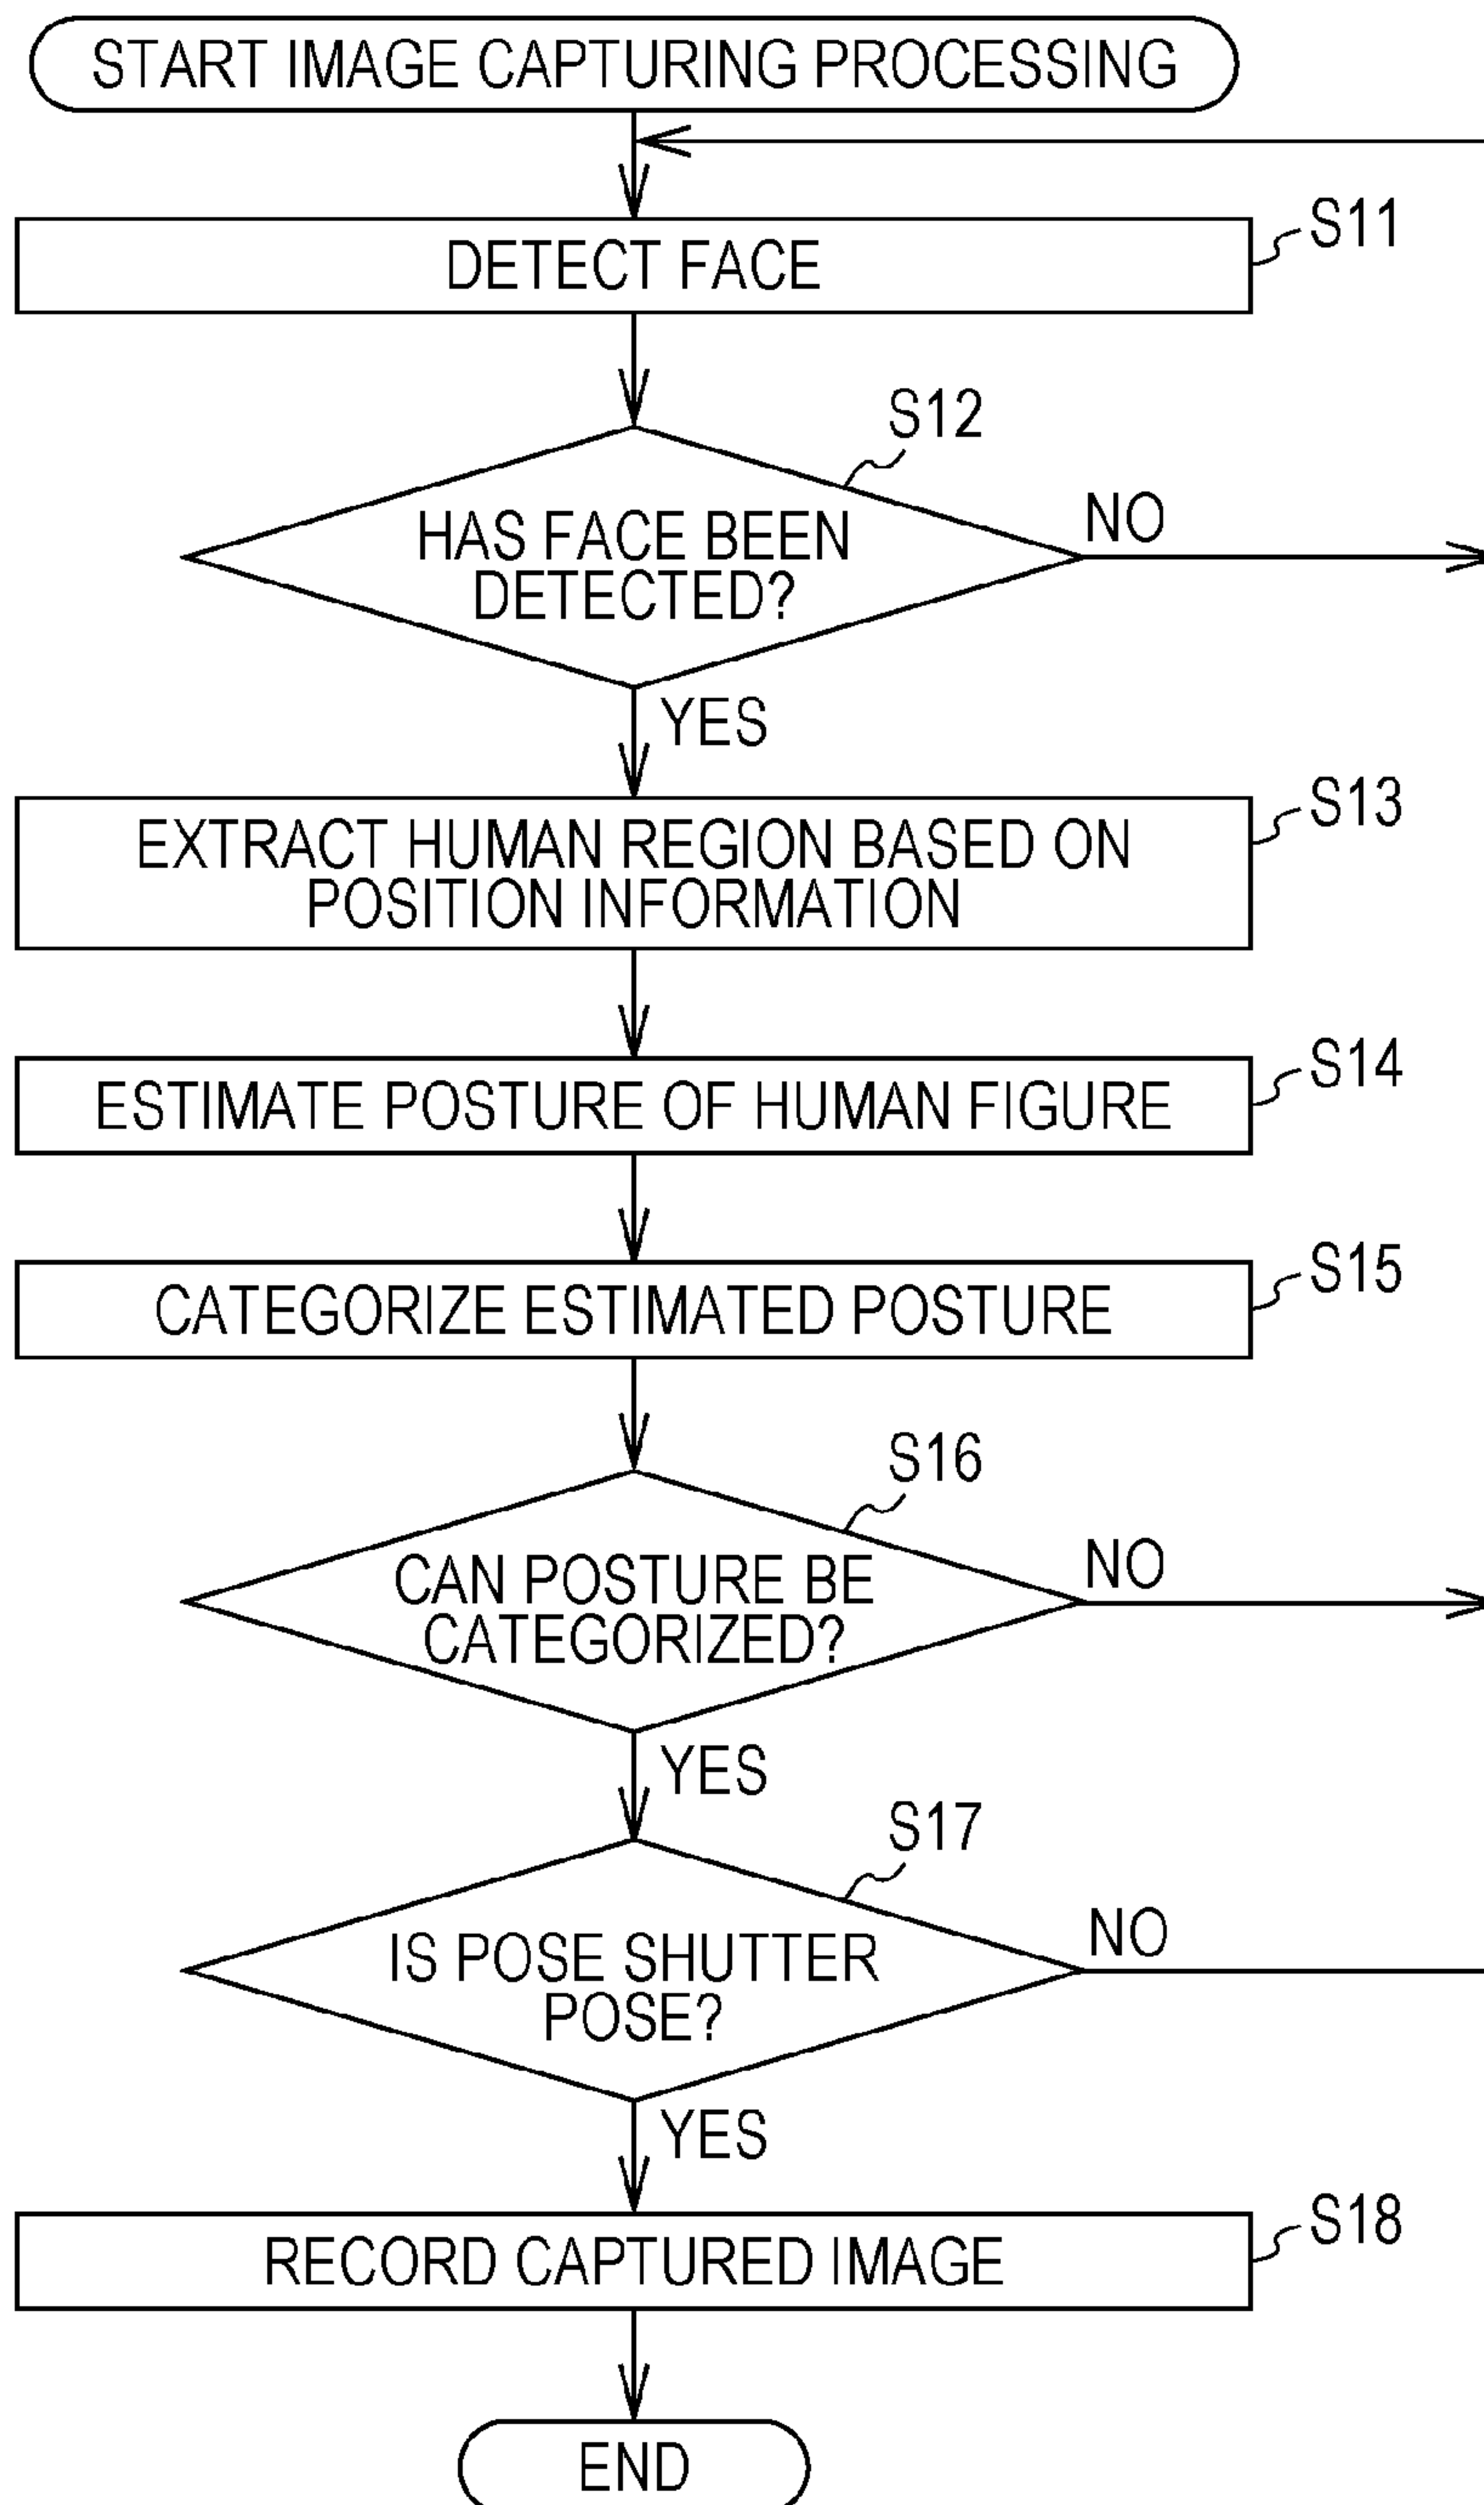 START IMAGE CAPTURING PROCESSING
S11
DETECT FACE
S12
HAS FACE BEEN
DETECTED?
NO
YES
S13
EXTRACT HUMAN REGION BASED ON
POSITION INFORMATION
S14
ESTIMATE POSTURE OF HUMAN FIGURE
S15
CATEGORIZE ESTIMATED POSTURE
S16
CAN POSTURE BE
CATEGORIZED?
NO
YES
S17
IS POSE SHUTTER
POSE?
NO
YES
S18
RECORD CAPTURED IMAGE
END